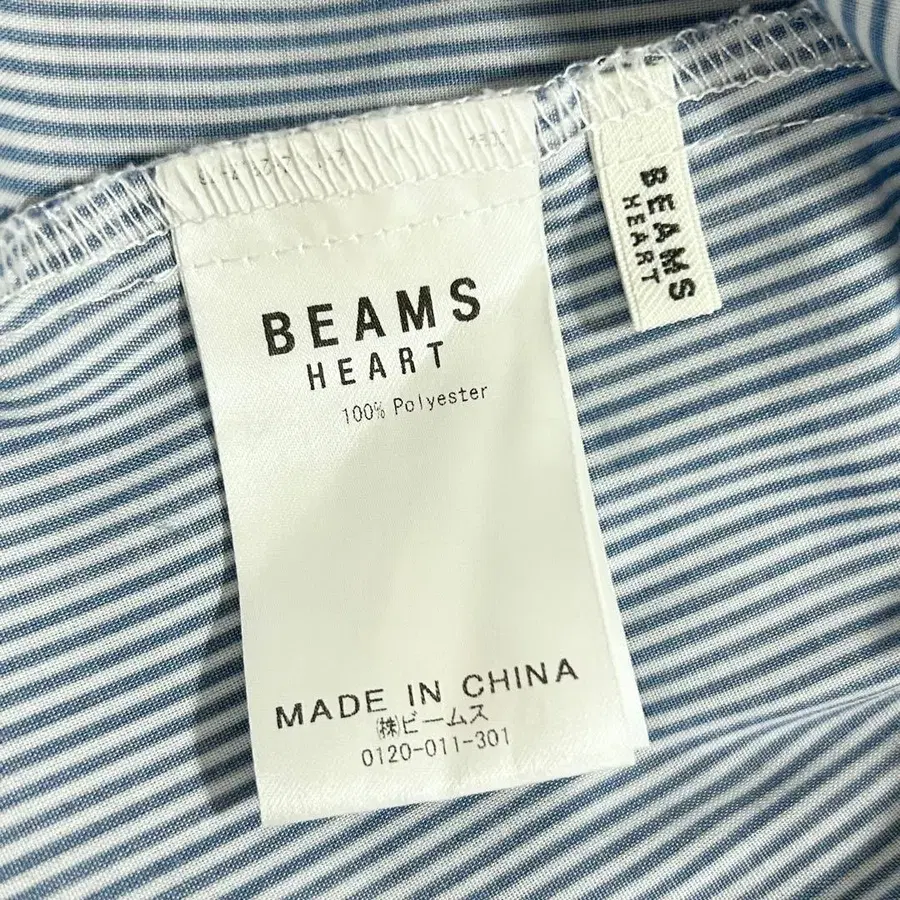 BEAMS
HEART
100% Polyester
MADE IN CHINA
㈱ビームス
0120-011-301
BEAMS
HEART